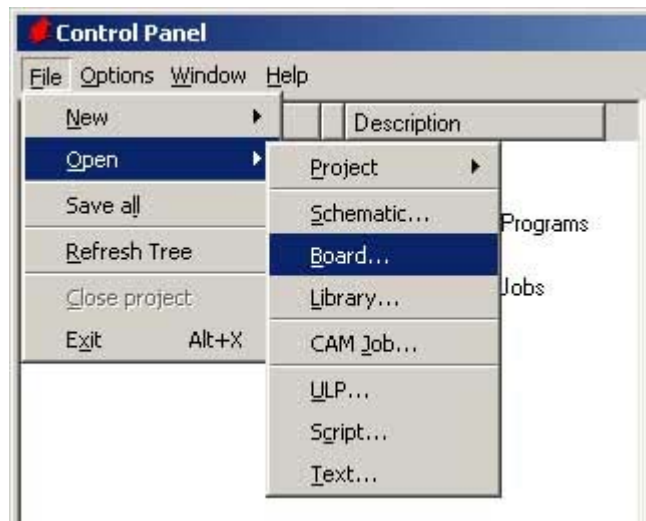 Control Panel
File Options Window Help
Description
New
Open
Save all
Refresh Tree
Close project
Exit Alt+X
Project
Schematic...
Board...
Library...
CAM Job...
ULP...
Script...
Text...
Programs
Jobs